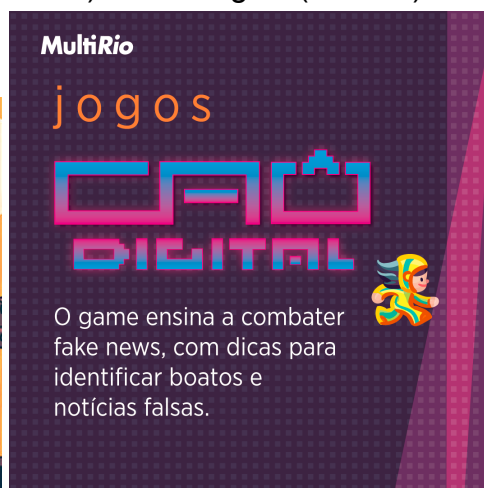 MultiRio
jogos
CAÔ
DIGITAL
O game ensina a combater
fake news, com dicas para
identificar boatos e
notícias falsas.